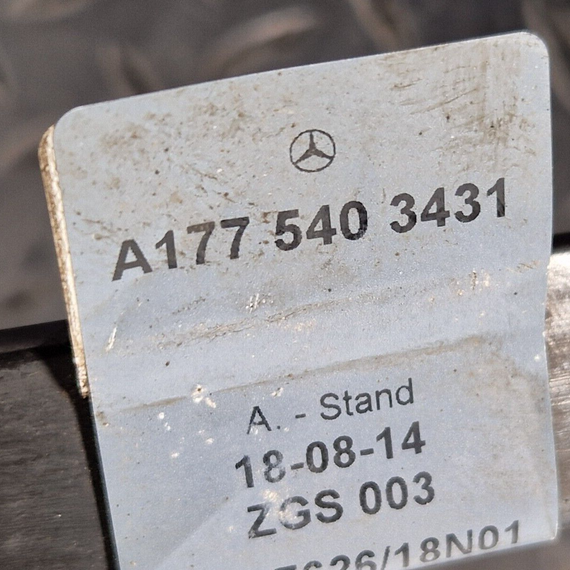 A177 540 3431
A. - Stand
18-08-14
ZGS 003